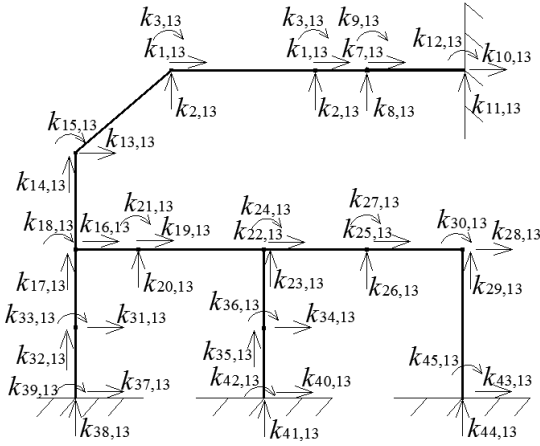 k3,13 k3,13 k9,13
k1,13 k1,13 k7,13 k12,13 k10,13
k2,13 k2,13 k8,13 k11,13
k15,13
k13,13
k14,13
k21,13 k24,13 k27,13
k18,13 k16,13 k19,13 k22,13 k25,13 k30,13 k28,13
k17,13 k20,13 k23,13 k26,13 k29,13
k33,13 k31,13 k36,13 k34,13
k32,13 k35,13 k45,13
k39,13 k37,13 k42,13 k40,13 k43,13
k38,13 k41,13 k44,13